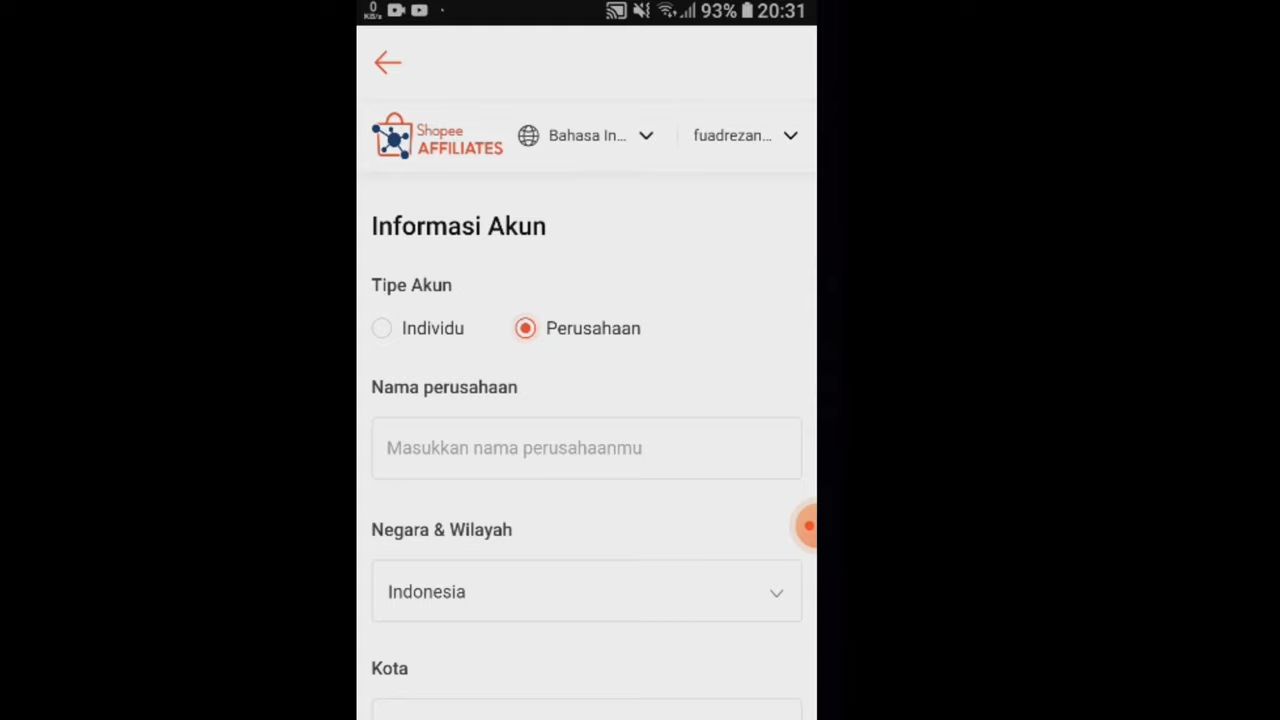 0
KB/s
93% 20:31
Shopee
AFFILIATES
Bahasa In...
fuadrezan...
Informasi Akun
Tipe Akun
Individu
Perusahaan
Nama perusahaan
Masukkan nama perusahaanmu
Negara & Wilayah
Indonesia
Kota